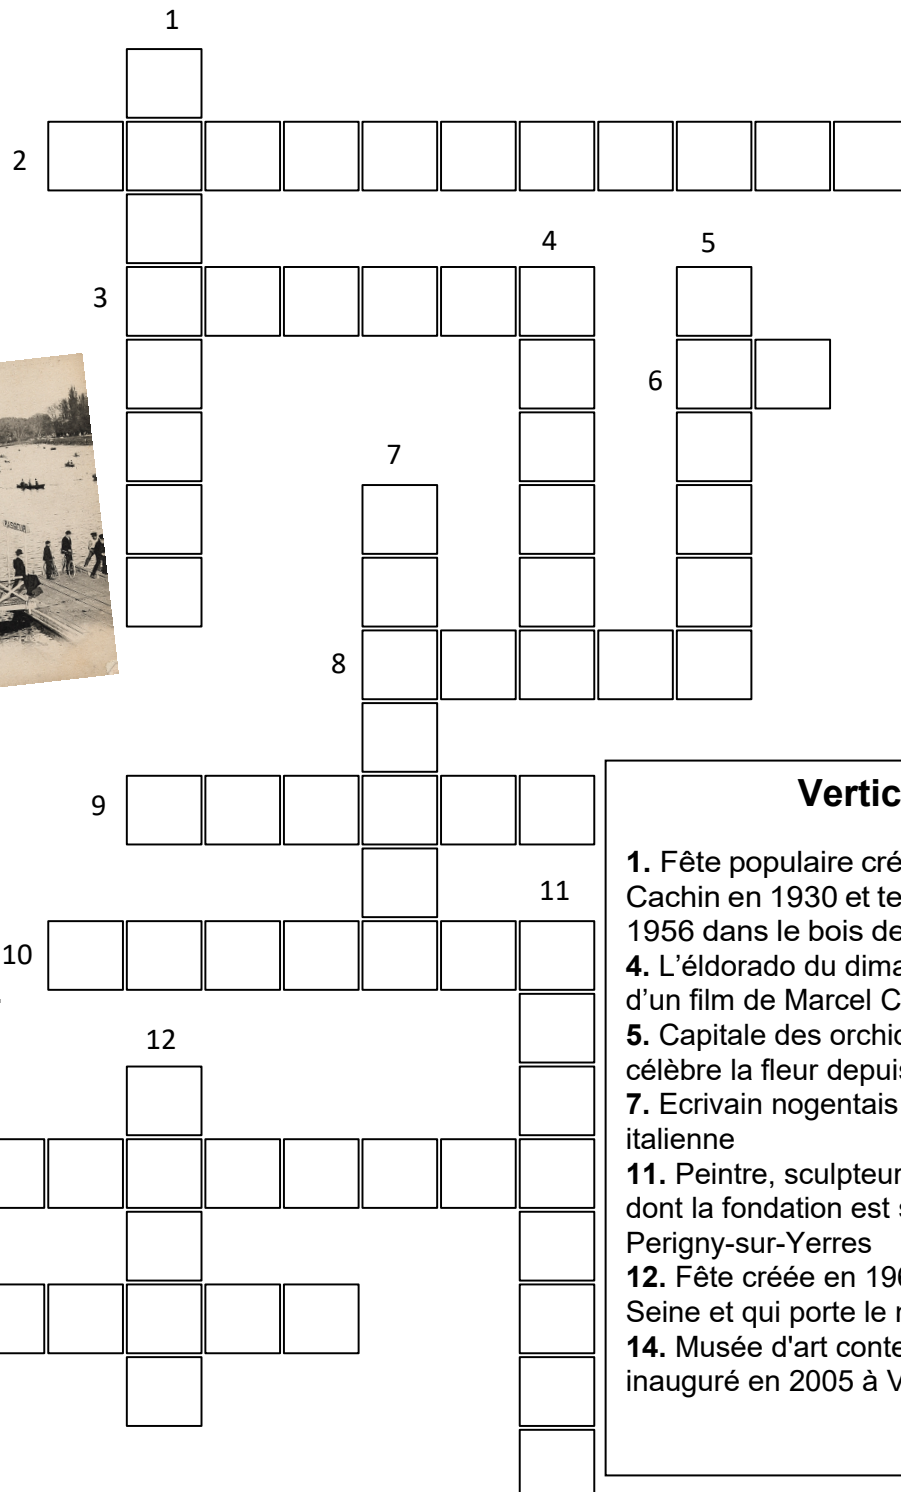 1
2
4
5
3
6
7
8
9
Vertic
11
1. Fête populaire cré
Cachin en 1930 et te
1956 dans le bois de
10
4. L’éldorado du dima
d’un film de Marcel C
5. Capitale des orchid
12
célèbre la fleur depuis
7. Ecrivain nogentais
italienne
11. Peintre, sculpteur
dont la fondation est s
Perigny-sur-Yerres
12. Fête créée en 196
Seine et qui porte le n
14. Musée d'art conte
inauguré en 2005 à V